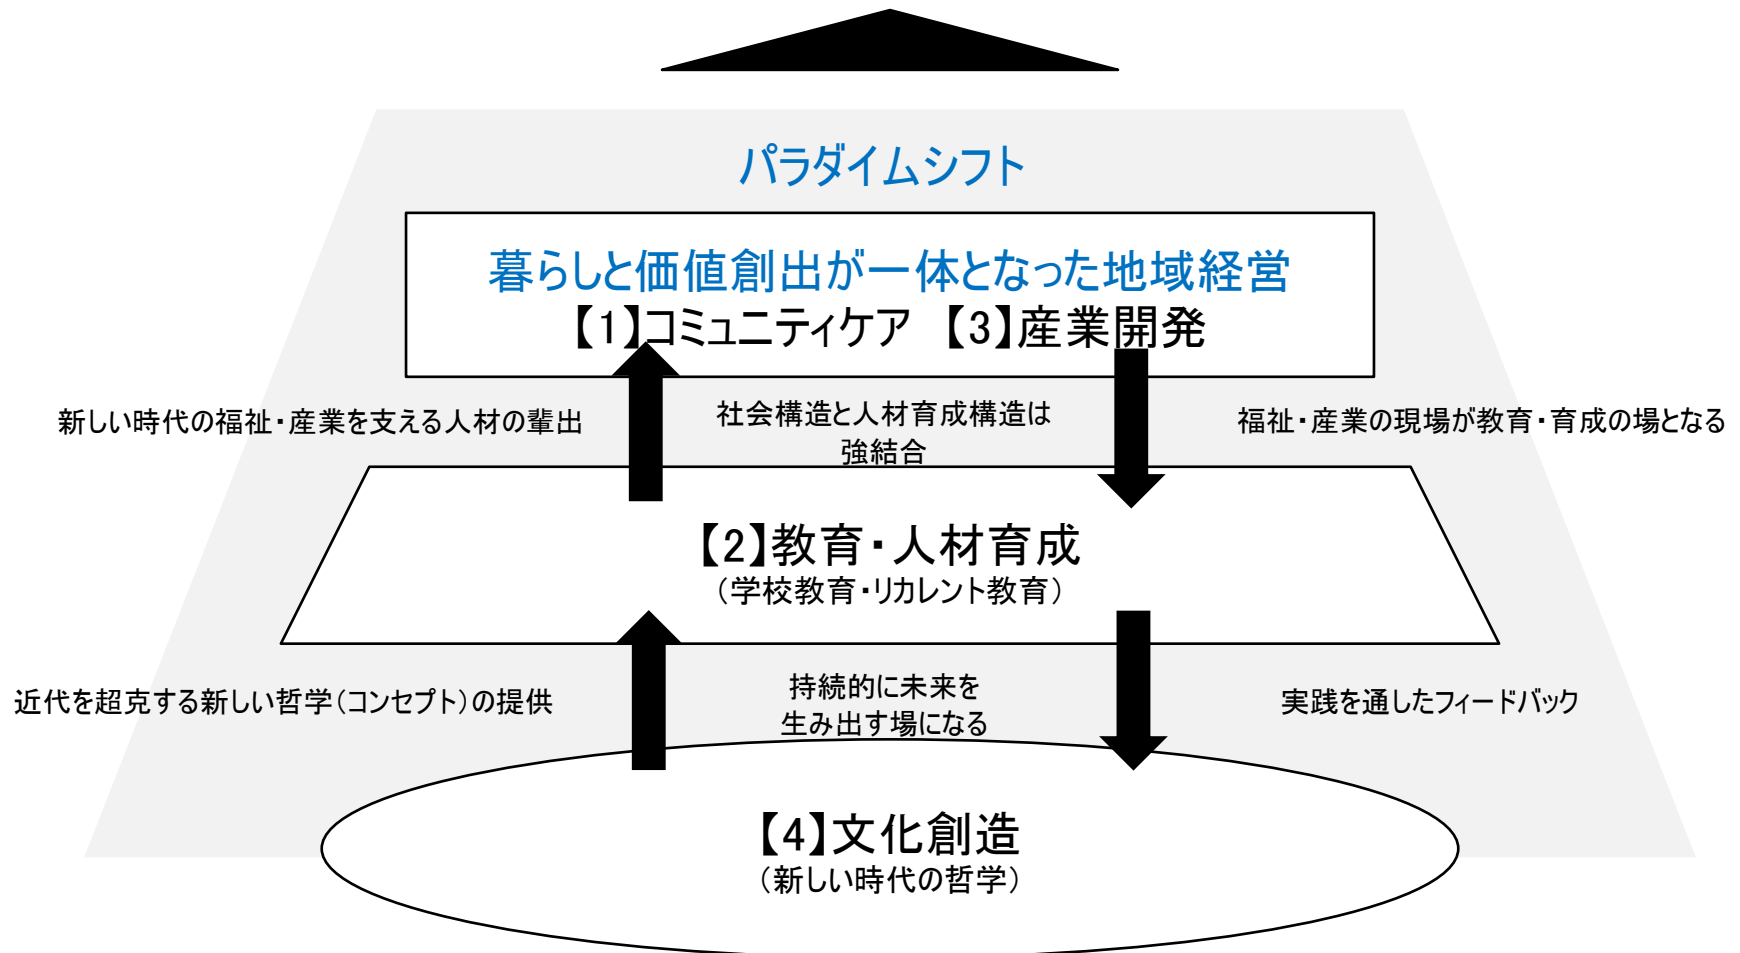 パラダイムシフト
暮らしと価値創出が一体となった地域経営
【1】コミュニティケア 【3】産業開発
新しい時代の福祉・産業を支える人材の輩出
社会構造と人材育成構造は
強結合
福祉・産業の現場が教育・育成の場となる
【2】教育・人材育成
（学校教育・リカレント教育）
近代を超克する新しい哲学（コンセプト）の提供
持続的に未来を
生み出す場になる
実践を通したフィードバック
【4】文化創造
（新しい時代の哲学）